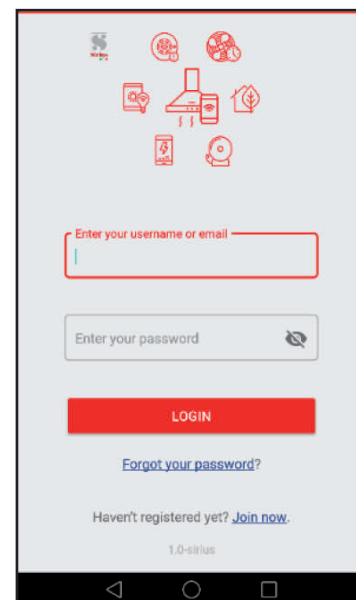 Enter your username or email
Enter your password
LOGIN
Forgot your password?
Haven't registered yet? Join now.
1.0-sirius